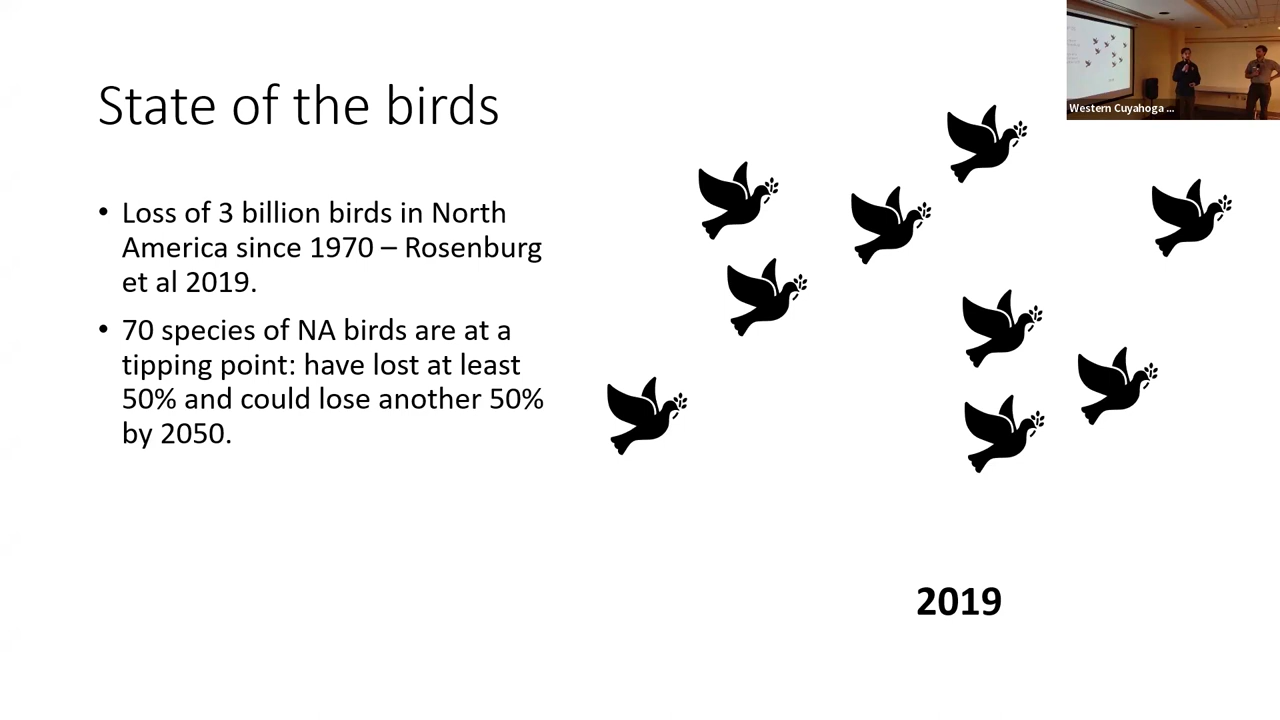 State of the birds
• Loss of 3 billion birds in North
America since 1970 – Rosenburg
et al 2019.
• 70 species of NA birds are at a
tipping point: have lost at least
50% and could lose another 50%
by 2050.
2019
Western Cuyahoga ...